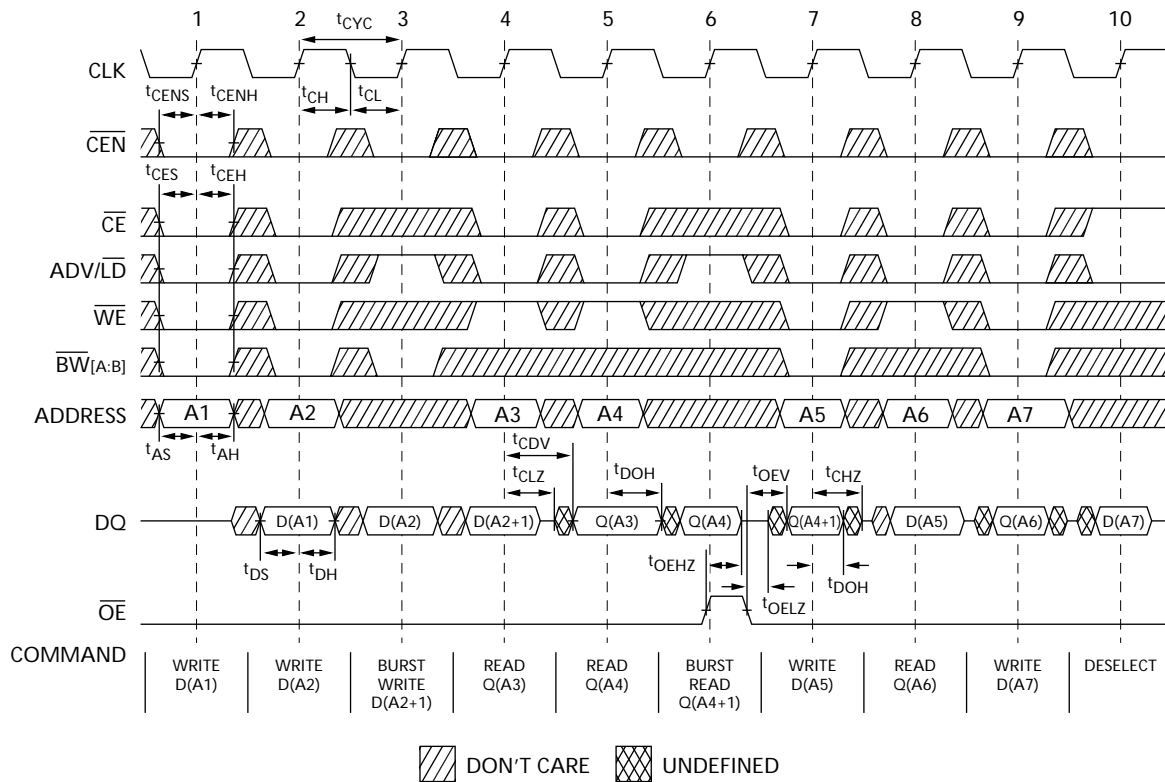 1 2 3 4 5 6 7 8 9 10
tCYC
CLK
tCENS tCENH tCH tCL
CEN
tCES tCEH
CE
ADV/LD
WE
BW[A:B]
ADDRESS A1 A2 A3 A4 A5 A6 A7
tAS tAH tCDV
tCLZ tDOH tOEV tCHZ
DQ D(A1) D(A2) D(A2+1) Q(A3) Q(A4) Q(A4+1) D(A5) Q(A6) D(A7)
tDS tDH tOEHZ tDOH
tOELZ
OE
COMMAND
WRITE D(A1)
WRITE D(A2)
BURST WRITE D(A2+1)
READ Q(A3)
READ Q(A4)
BURST READ Q(A4+1)
WRITE D(A5)
READ Q(A6)
WRITE D(A7)
DESELECT
DON'T CARE UNDEFINED